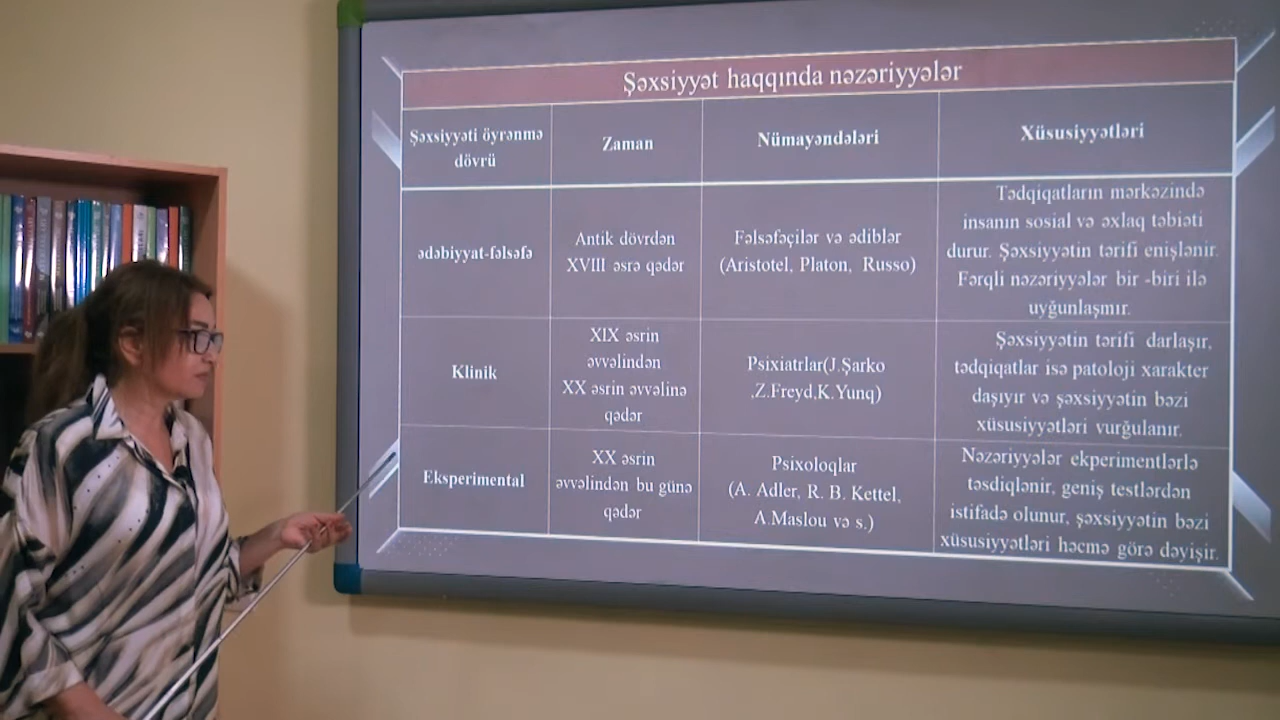 Şəxsiyyət haqqında nəzəriyyələr
Şəxsiyyəti öyrənmə
dövrü
Zaman
Nümayəndələri
Xüsusiyyətləri
ədəbiyyat-fəlsəfə
Antik dövrdən
XVIII əsrə qədər
Fəlsəfəçilər və ədiblər
(Aristotel, Platon, Russo)
Tədqiqatların mərkəzində
insanın sosial və əxlaq təbiəti
durur. Şəxsiyyətin tərifi enişlənir.
Fərqli nəzəriyyələr bir -biri ilə
uyğunlaşmır.
Klinik
XIX əsrin
əvvəlindən
XX əsrin əvvəlinə
qədər
Psixiatrlar(J.Şarko
,Z.Freyd,K.Yunq)
Şəxsiyyətin tərifi darlaşır,
tədqiqatlar isə patoloji xarakter
daşıyır və şəxsiyyətin bəzi
xüsusiyyətləri vurğulanır.
Eksperimental
XX əsrin
əvvəlindən bu günə
qədər
Psixoloqlar
(A. Adler, R. B. Kettel,
A.Maslou və s.)
Nəzəriyyələr ekperimentlərlə
təsdiqlənir, geniş testlərdən
istifadə olunur, şəxsiyyətin bəzi
xüsusiyyətləri həcmə görə dəyişir.